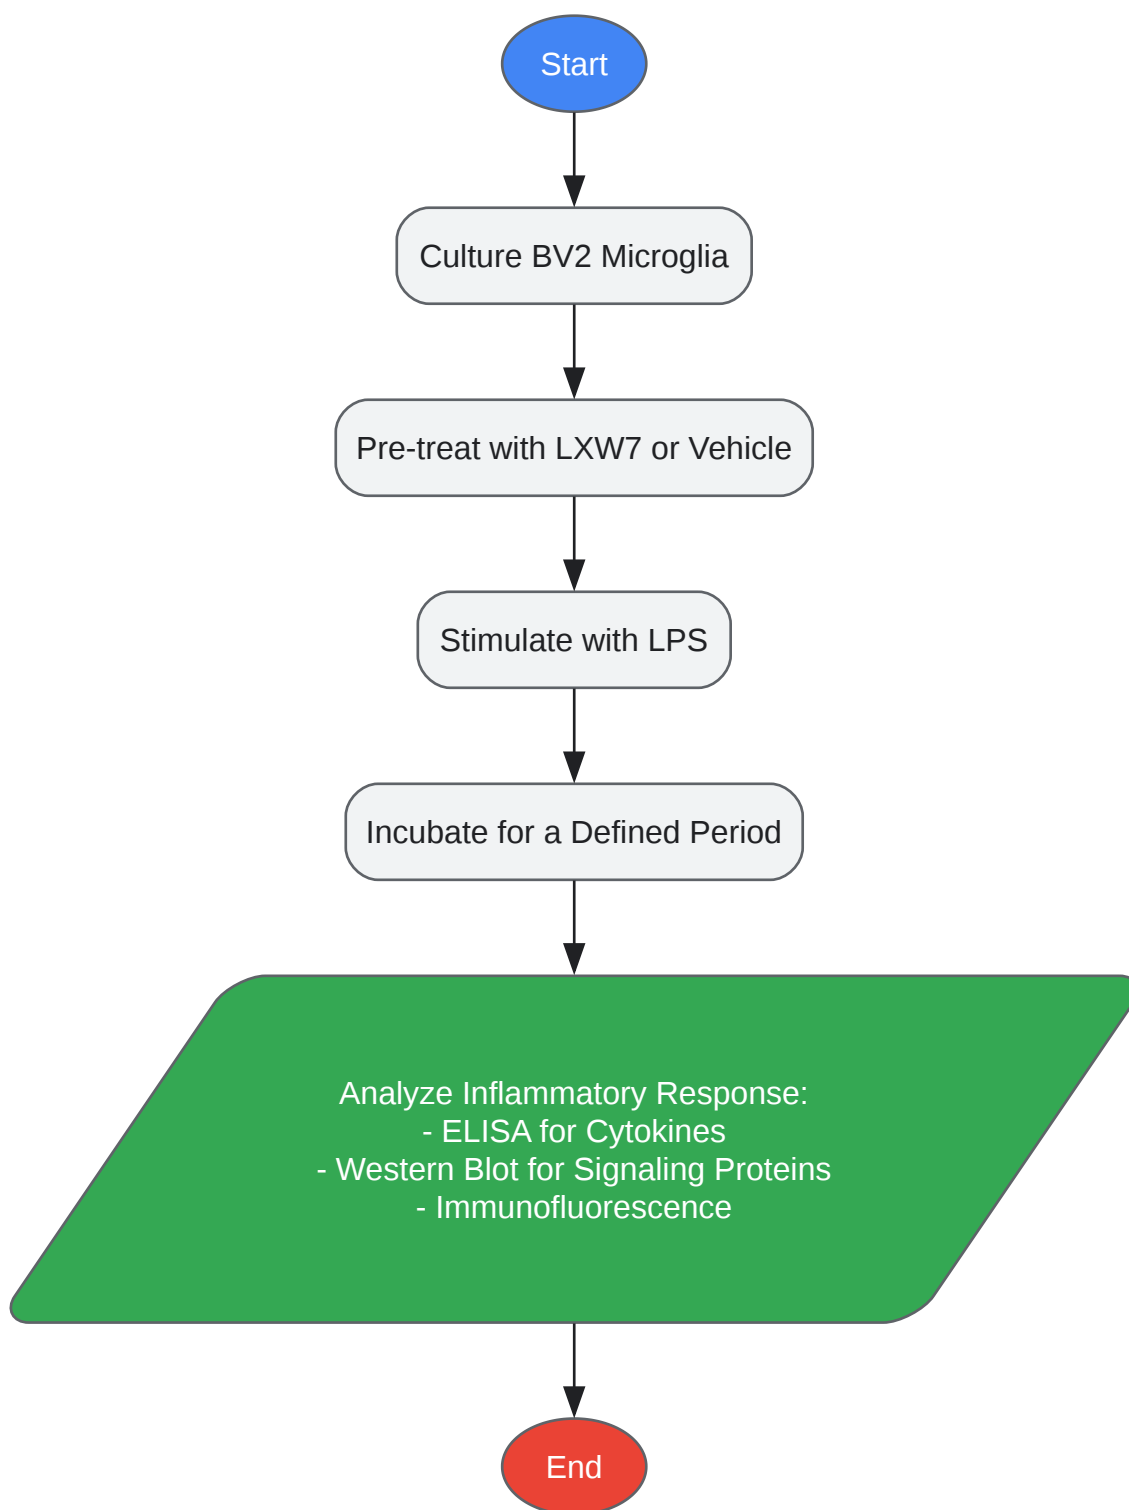 Start
Culture BV2 Microglia
Pre-treat with LXW7 or Vehicle
Stimulate with LPS
Incubate for a Defined Period
Analyze Inflammatory Response:
- ELISA for Cytokines
- Western Blot for Signaling Proteins
- Immunofluorescence
End